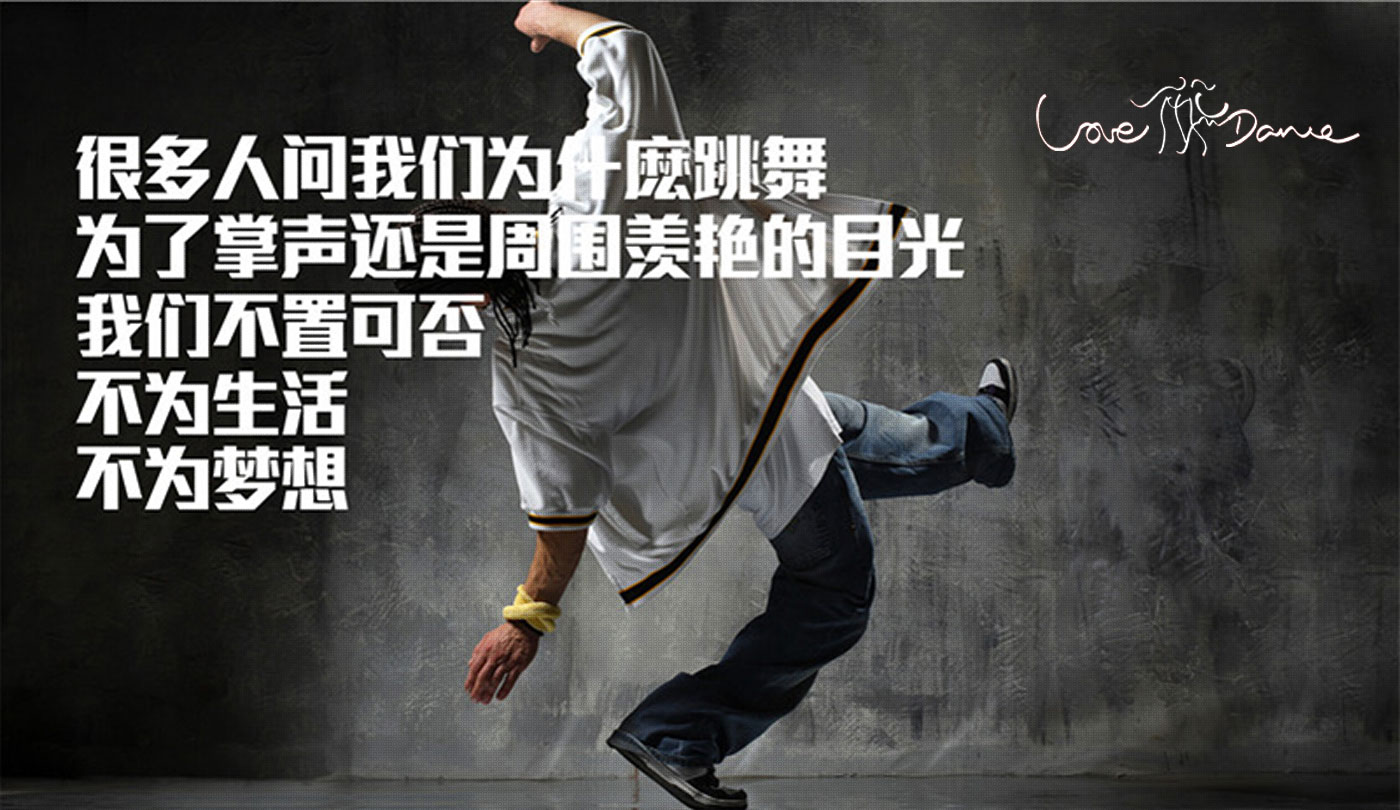 很多人问我们为什麽跳舞
为了掌声还是周围羡艳的目光
我们不置可否
不为生活
不为梦想
Love Dance